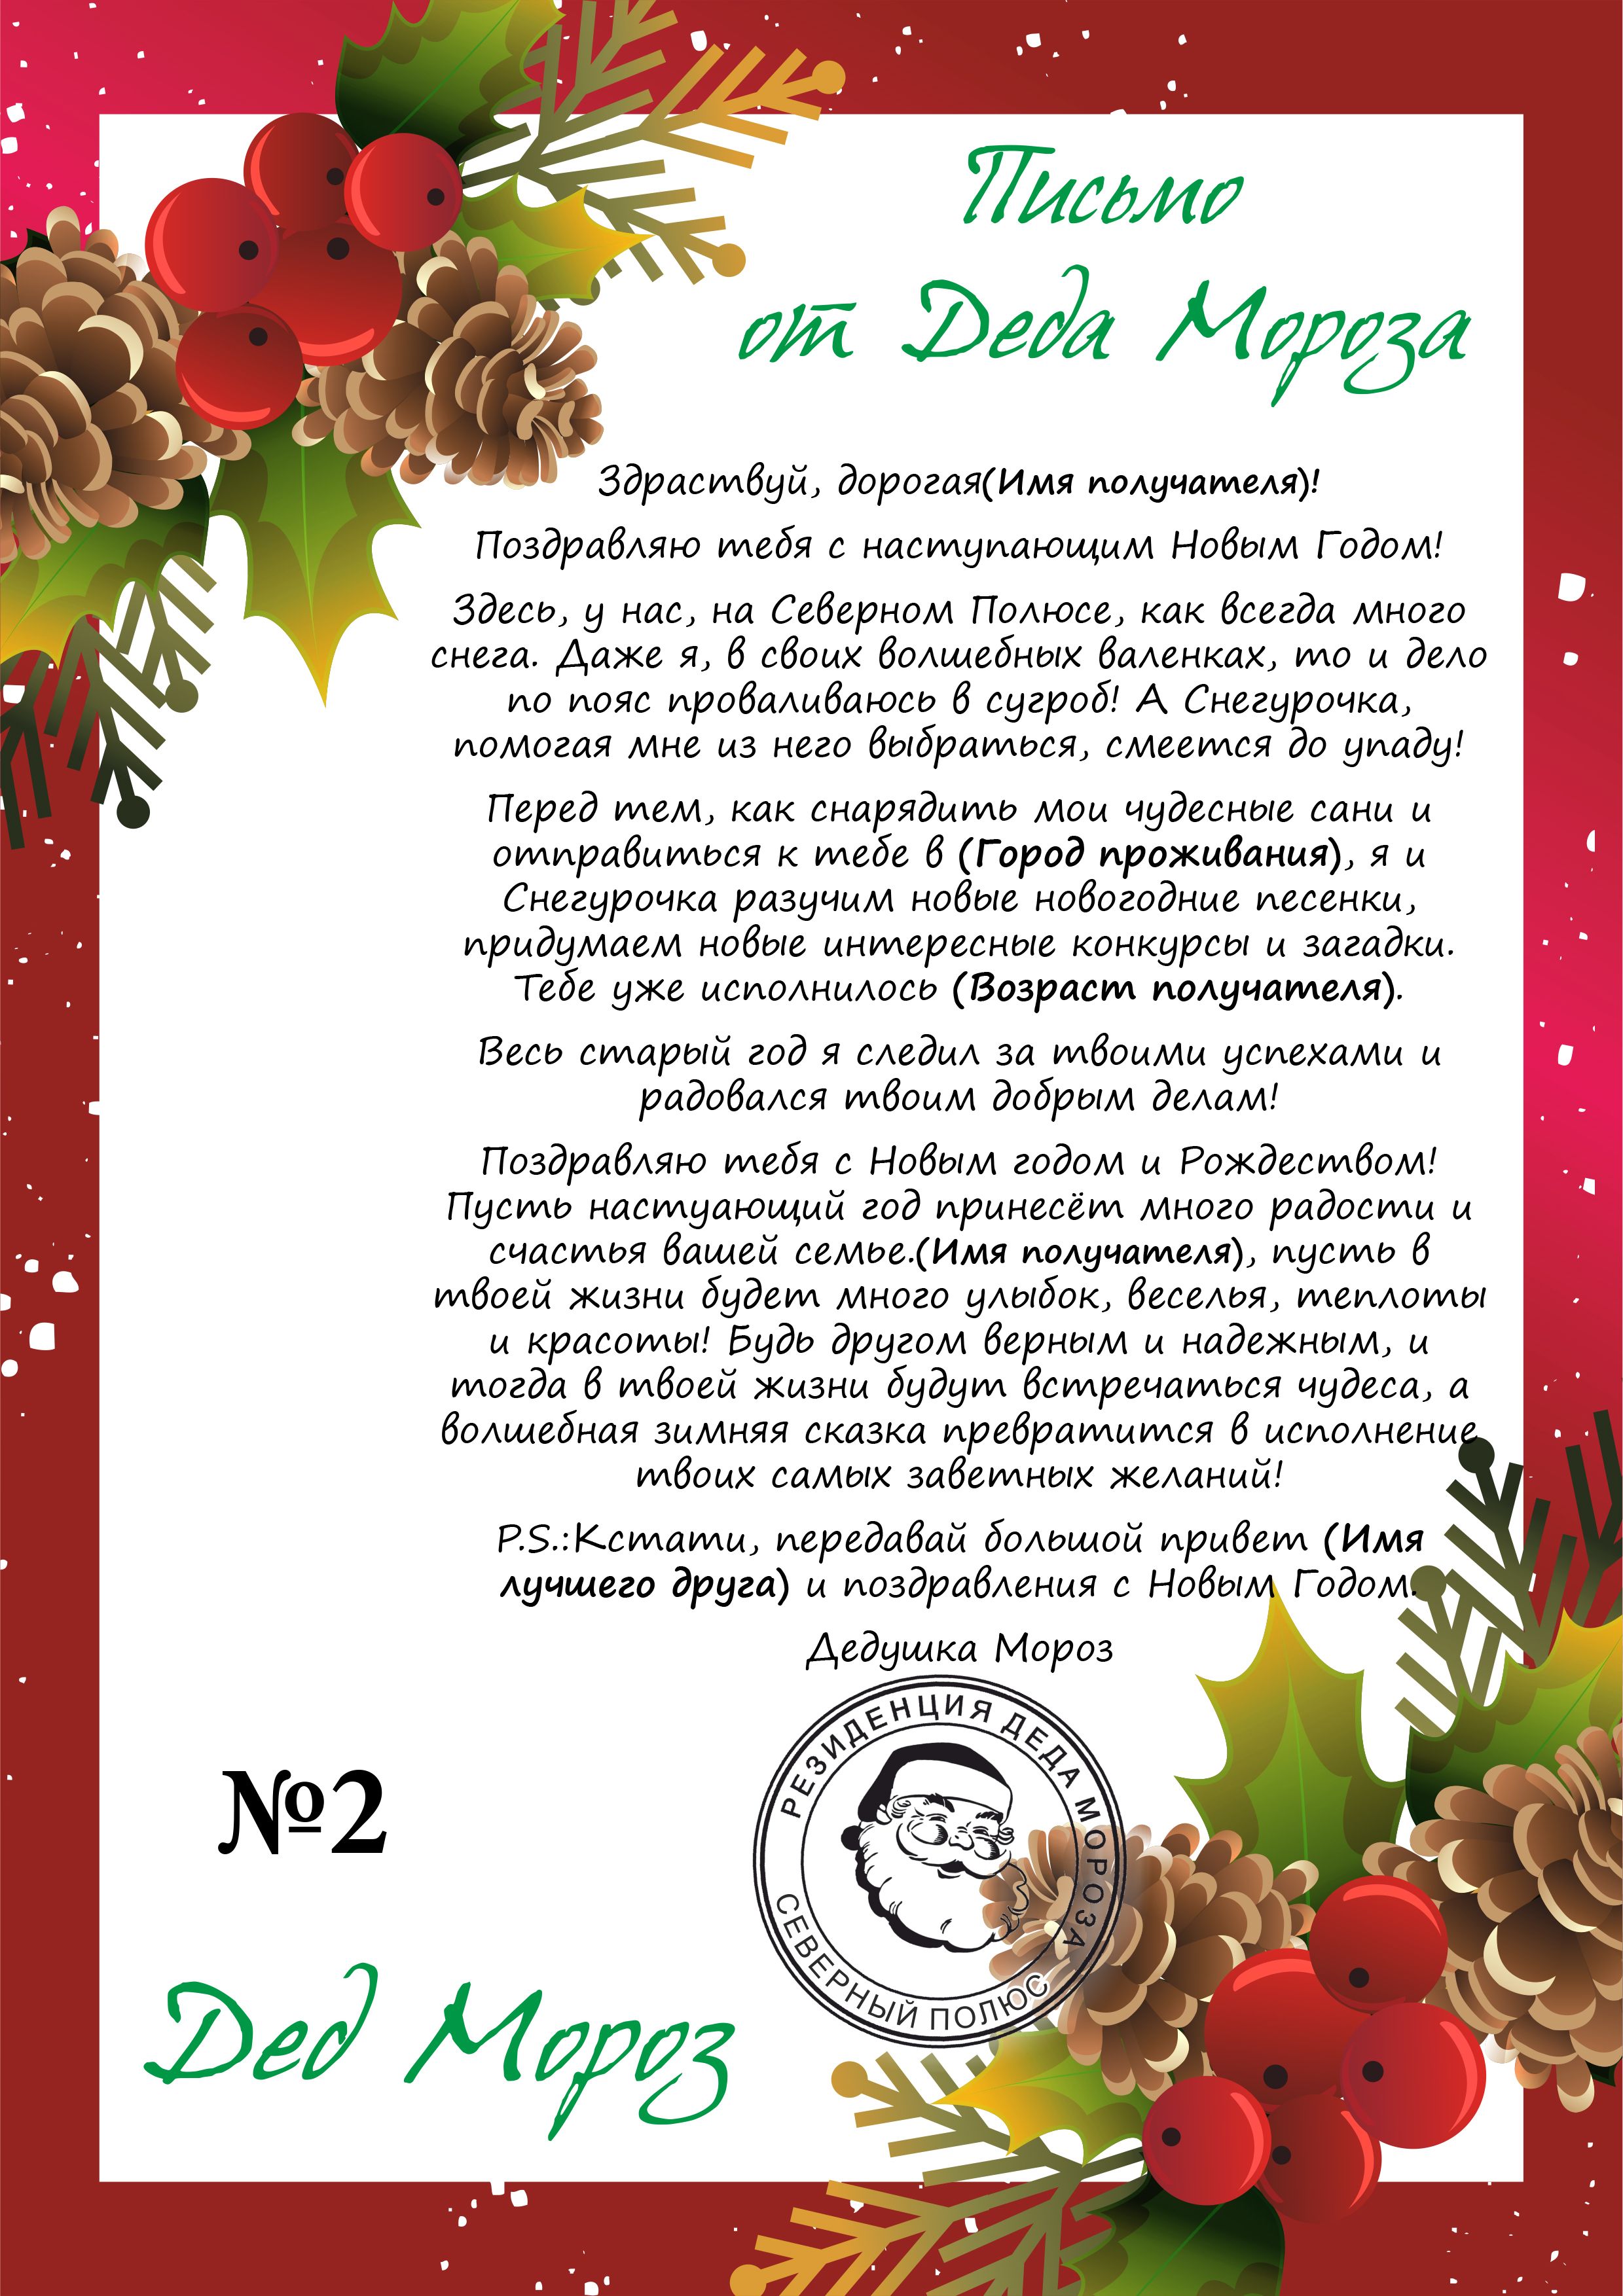 Письмо
от Деда Мороза
Здраствуй, дорогая(Имя получателя)!
Поздравляю тебя с наступающим Новым Годом!
Здесь, у нас, на Северном Полюсе, как всегда много
снега. Даже я, в своих волшебных валенках, то и дело
по пояс проваливаюсь в сугроб! А Снегурочка,
помогая мне из него выбраться, смеется до упаду!
Перед тем, как снарядить мои чудесные сани и
отправиться к тебе в (Город проживания), я и
Снегурочка разучим новые новогодние песенки,
придумаем новые интересные конкурсы и загадки.
Тебе уже исполнилось (Возраст получателя).
Весь старый год я следил за твоими успехами и
радовался твоим добрым делам!
Поздравляю тебя с Новым годом и Рождеством!
Пусть настуающий год принесёт много радости и
счастья вашей семье.(Имя получателя), пусть в
твоей жизни будет много улыбок, веселья, теплоты
и красоты! Будь другом верным и надежным, и
тогда в твоей жизни будут встречаться чудеса, а
волшебная зимняя сказка превратится в исполнение
твоих самых заветных желаний!
P.S.:Кстати, передавай большой привет (Имя
лучшего друга) и поздравления с Новым Годом.
Дедушка Мороз
РЕЗИДЕНЦИЯ ДЕДА МОРОЗА
СЕВЕРНЫЙ ПОЛЮС
№2
Дед Мороз